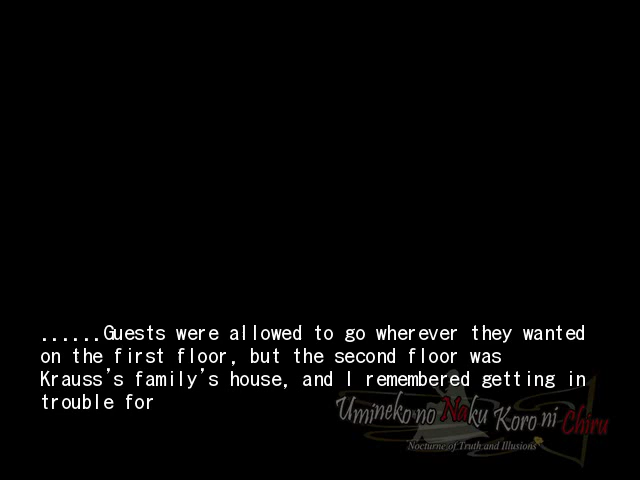 ......Guests were allowed to go wherever they wanted
on the first floor, but the second floor was
Krauss's family's house, and I remembered getting in
trouble for
Umineko no Naku Koro ni Chiru
Nocturne of Truth and Illusions